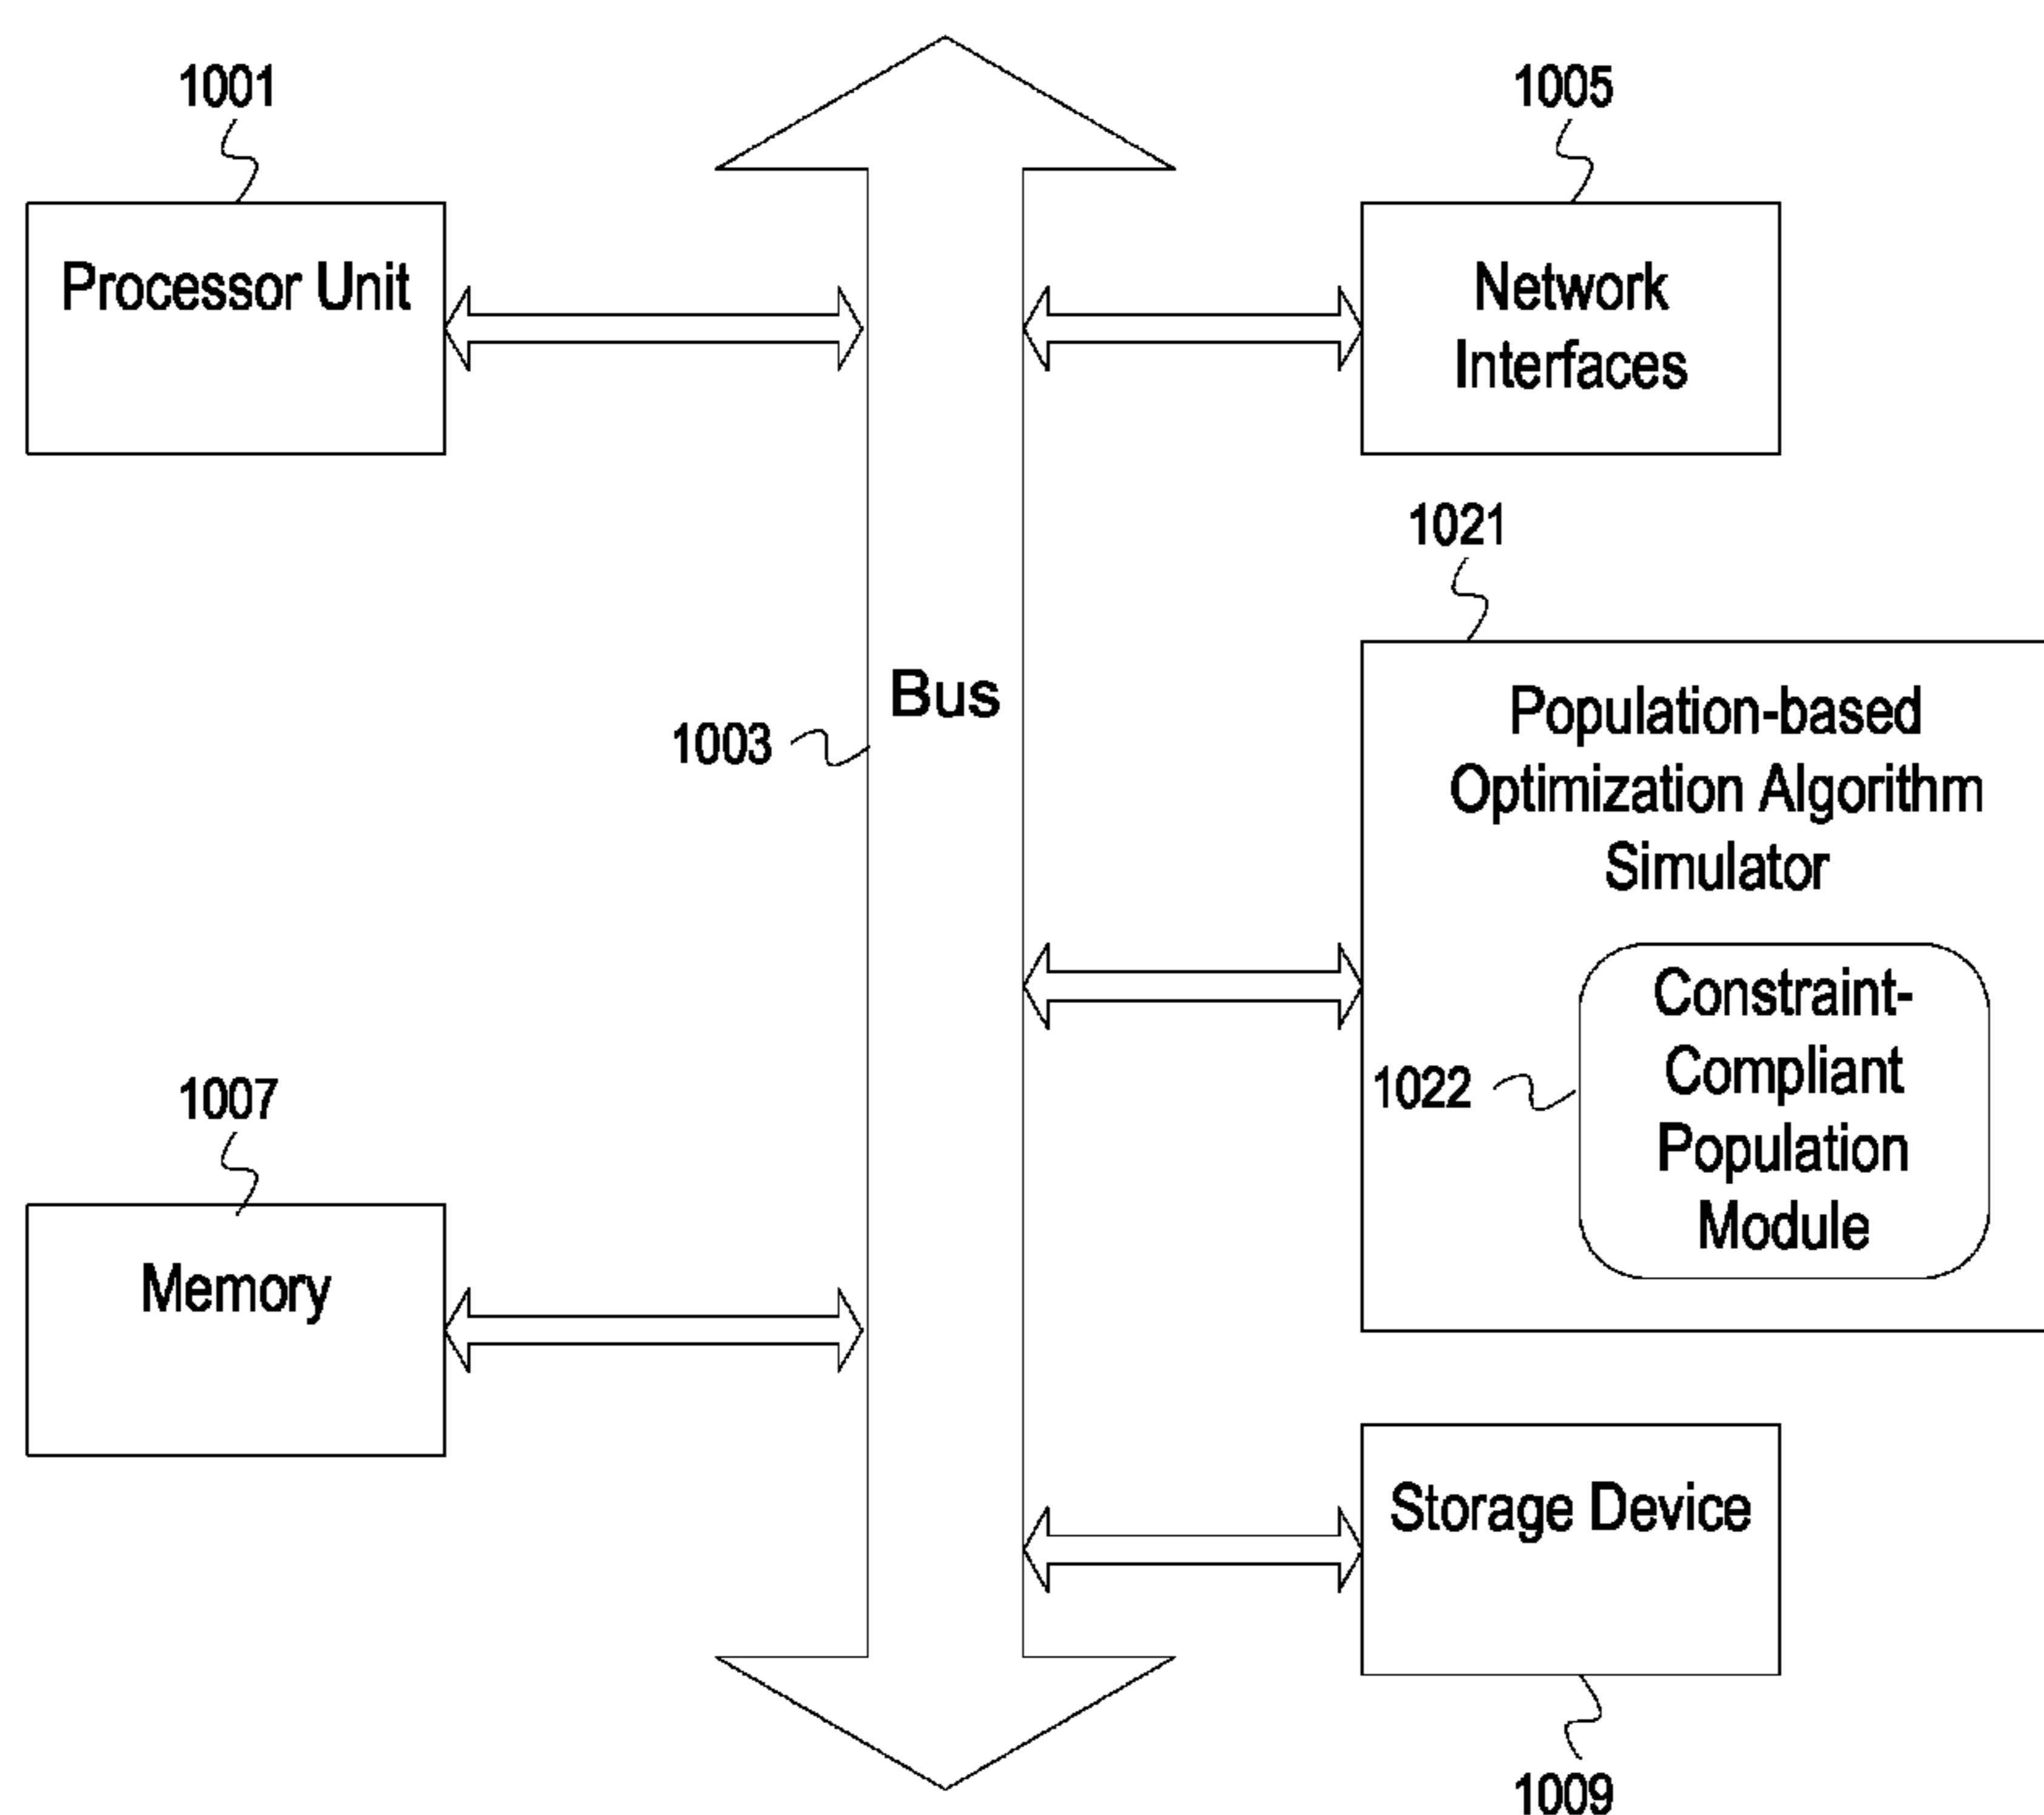 1001
Processor Unit
1005
Network
Interfaces
1021
Bus
1003
Population-based
Optimization Algorithm
Simulator
1022
Constraint-
Compliant
Population
Module
1007
Memory
Storage Device
1009